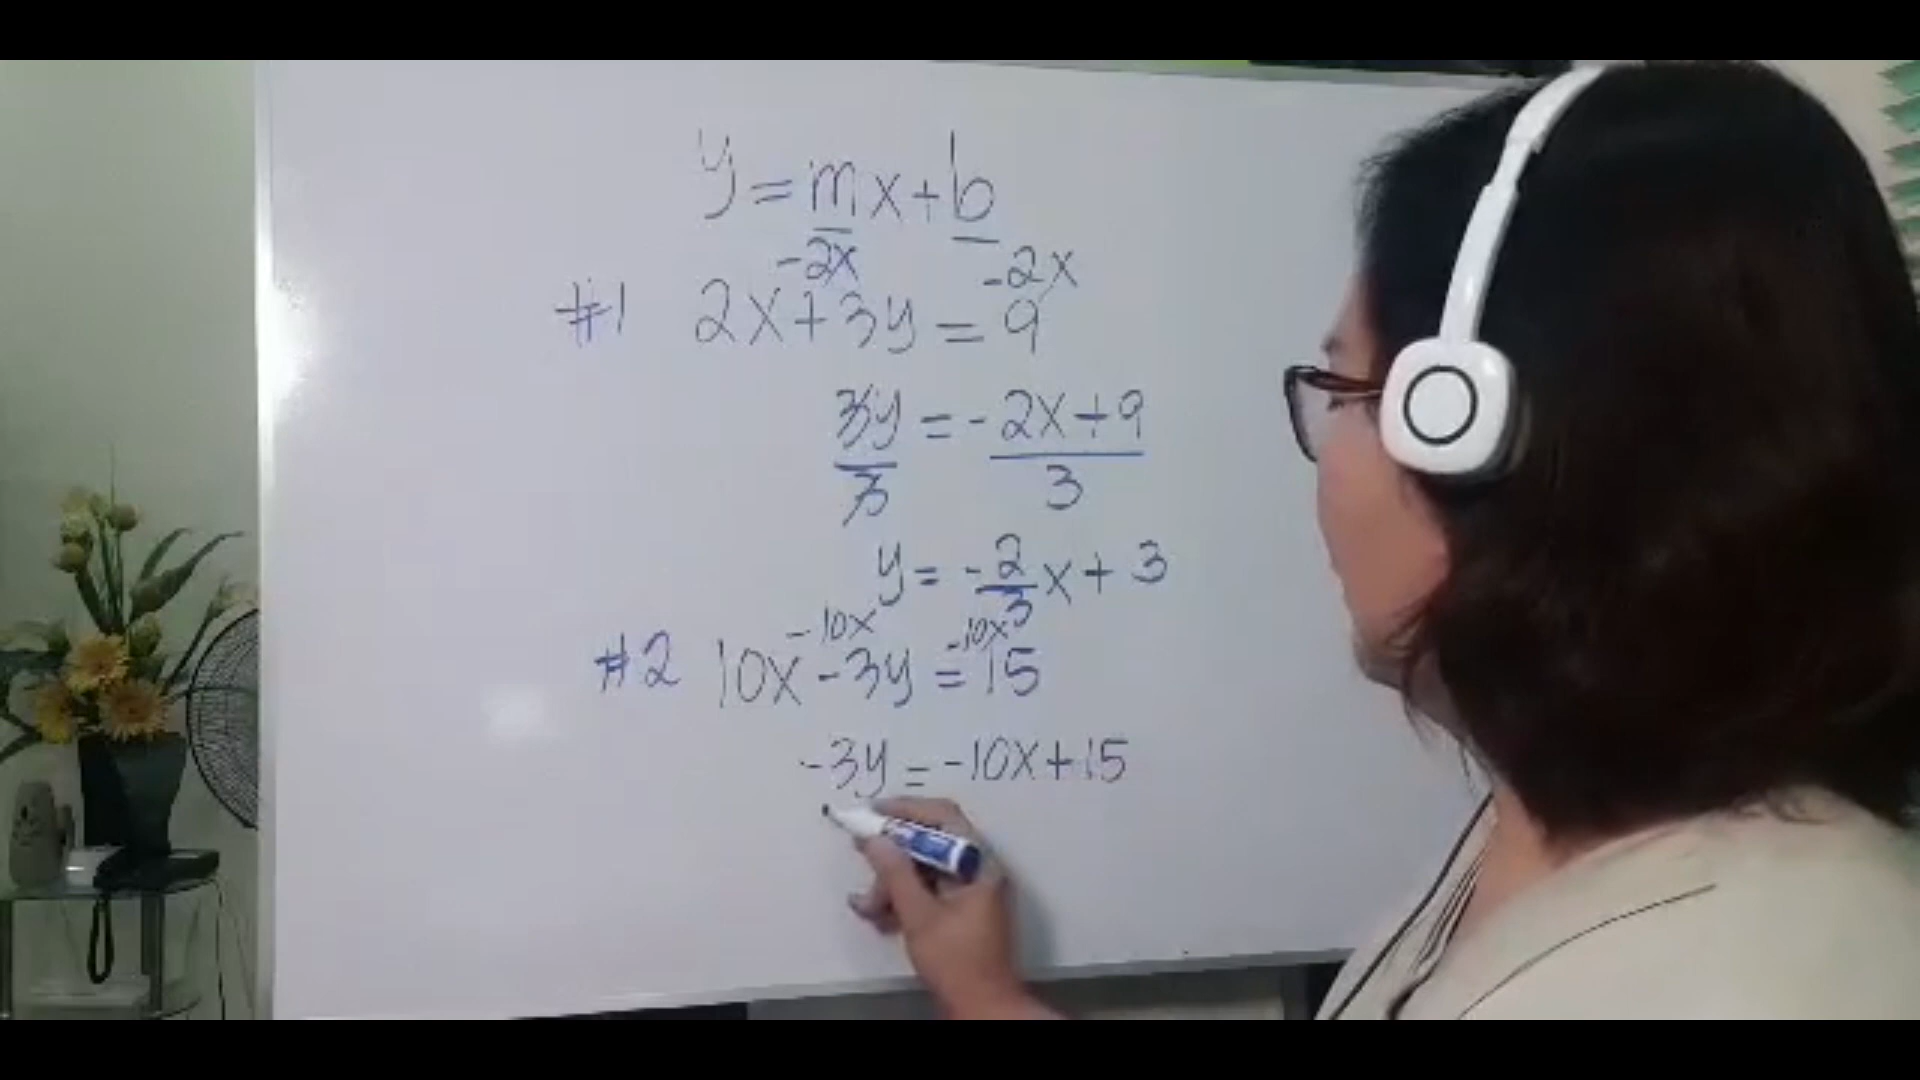 y = mx + b
-2x -2x
#1 2x + 3y = 9
3y = -2x + 9
3 3
y = -2/3 x + 3
-10x -10x
#2 10x - 3y = 15
-3y = -10x + 15